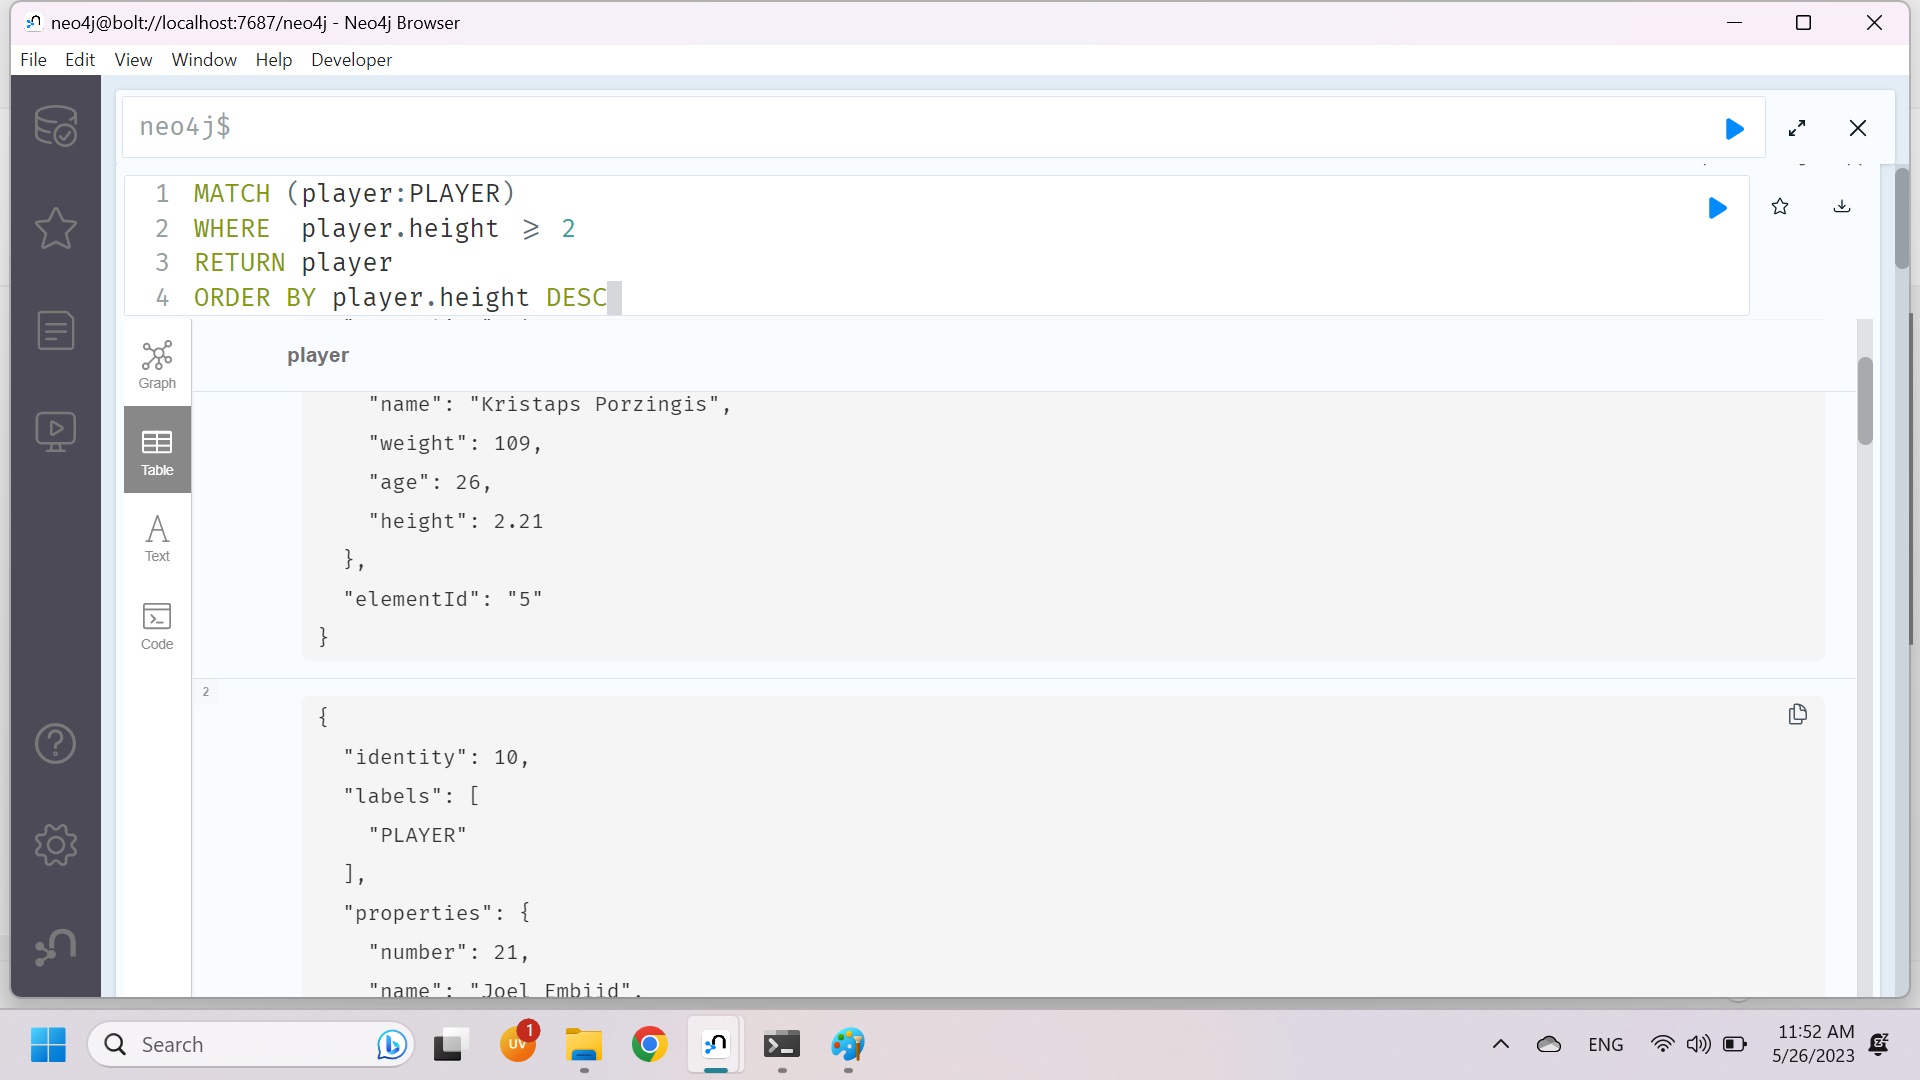 neo4j@bolt://localhost:7687/neo4j - Neo4j Browser
File Edit View Window Help Developer
neo4j$
1 MATCH (player:PLAYER)
2 WHERE  player.height >= 2
3 RETURN player
4 ORDER BY player.height DESC
Graph
Table
Text
Code
player
"name": "Kristaps Porzingis",
"weight": 109,
"age": 26,
"height": 2.21
},
"elementId": "5"
}
2
{
"identity": 10,
"labels": [
"PLAYER"
],
"properties": {
"number": 21,
"name": "Joel Embiid",
Search
UV
1
ENG
11:52 AM
5/26/2023